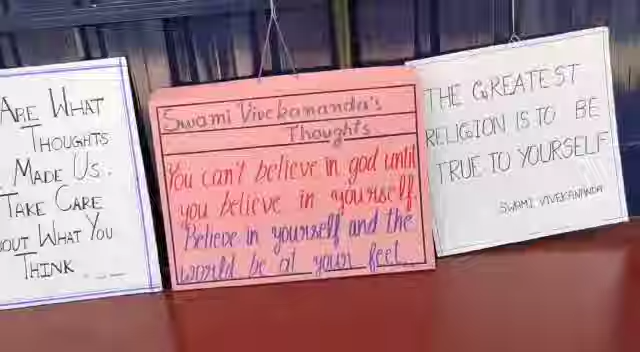 ARE WHAT
THOUGHTS
MADE US.
TAKE CARE
OUT WHAT YOU
THINK ...
Swami Vivekananda's
Thoughts
You can't believe in god until
you believe in yourself
Believe in yourself and the
would be at your feet
THE GREATEST
RELIGION IS TO BE
TRUE TO YOURSELF
SWAMI VIVEKANANDA